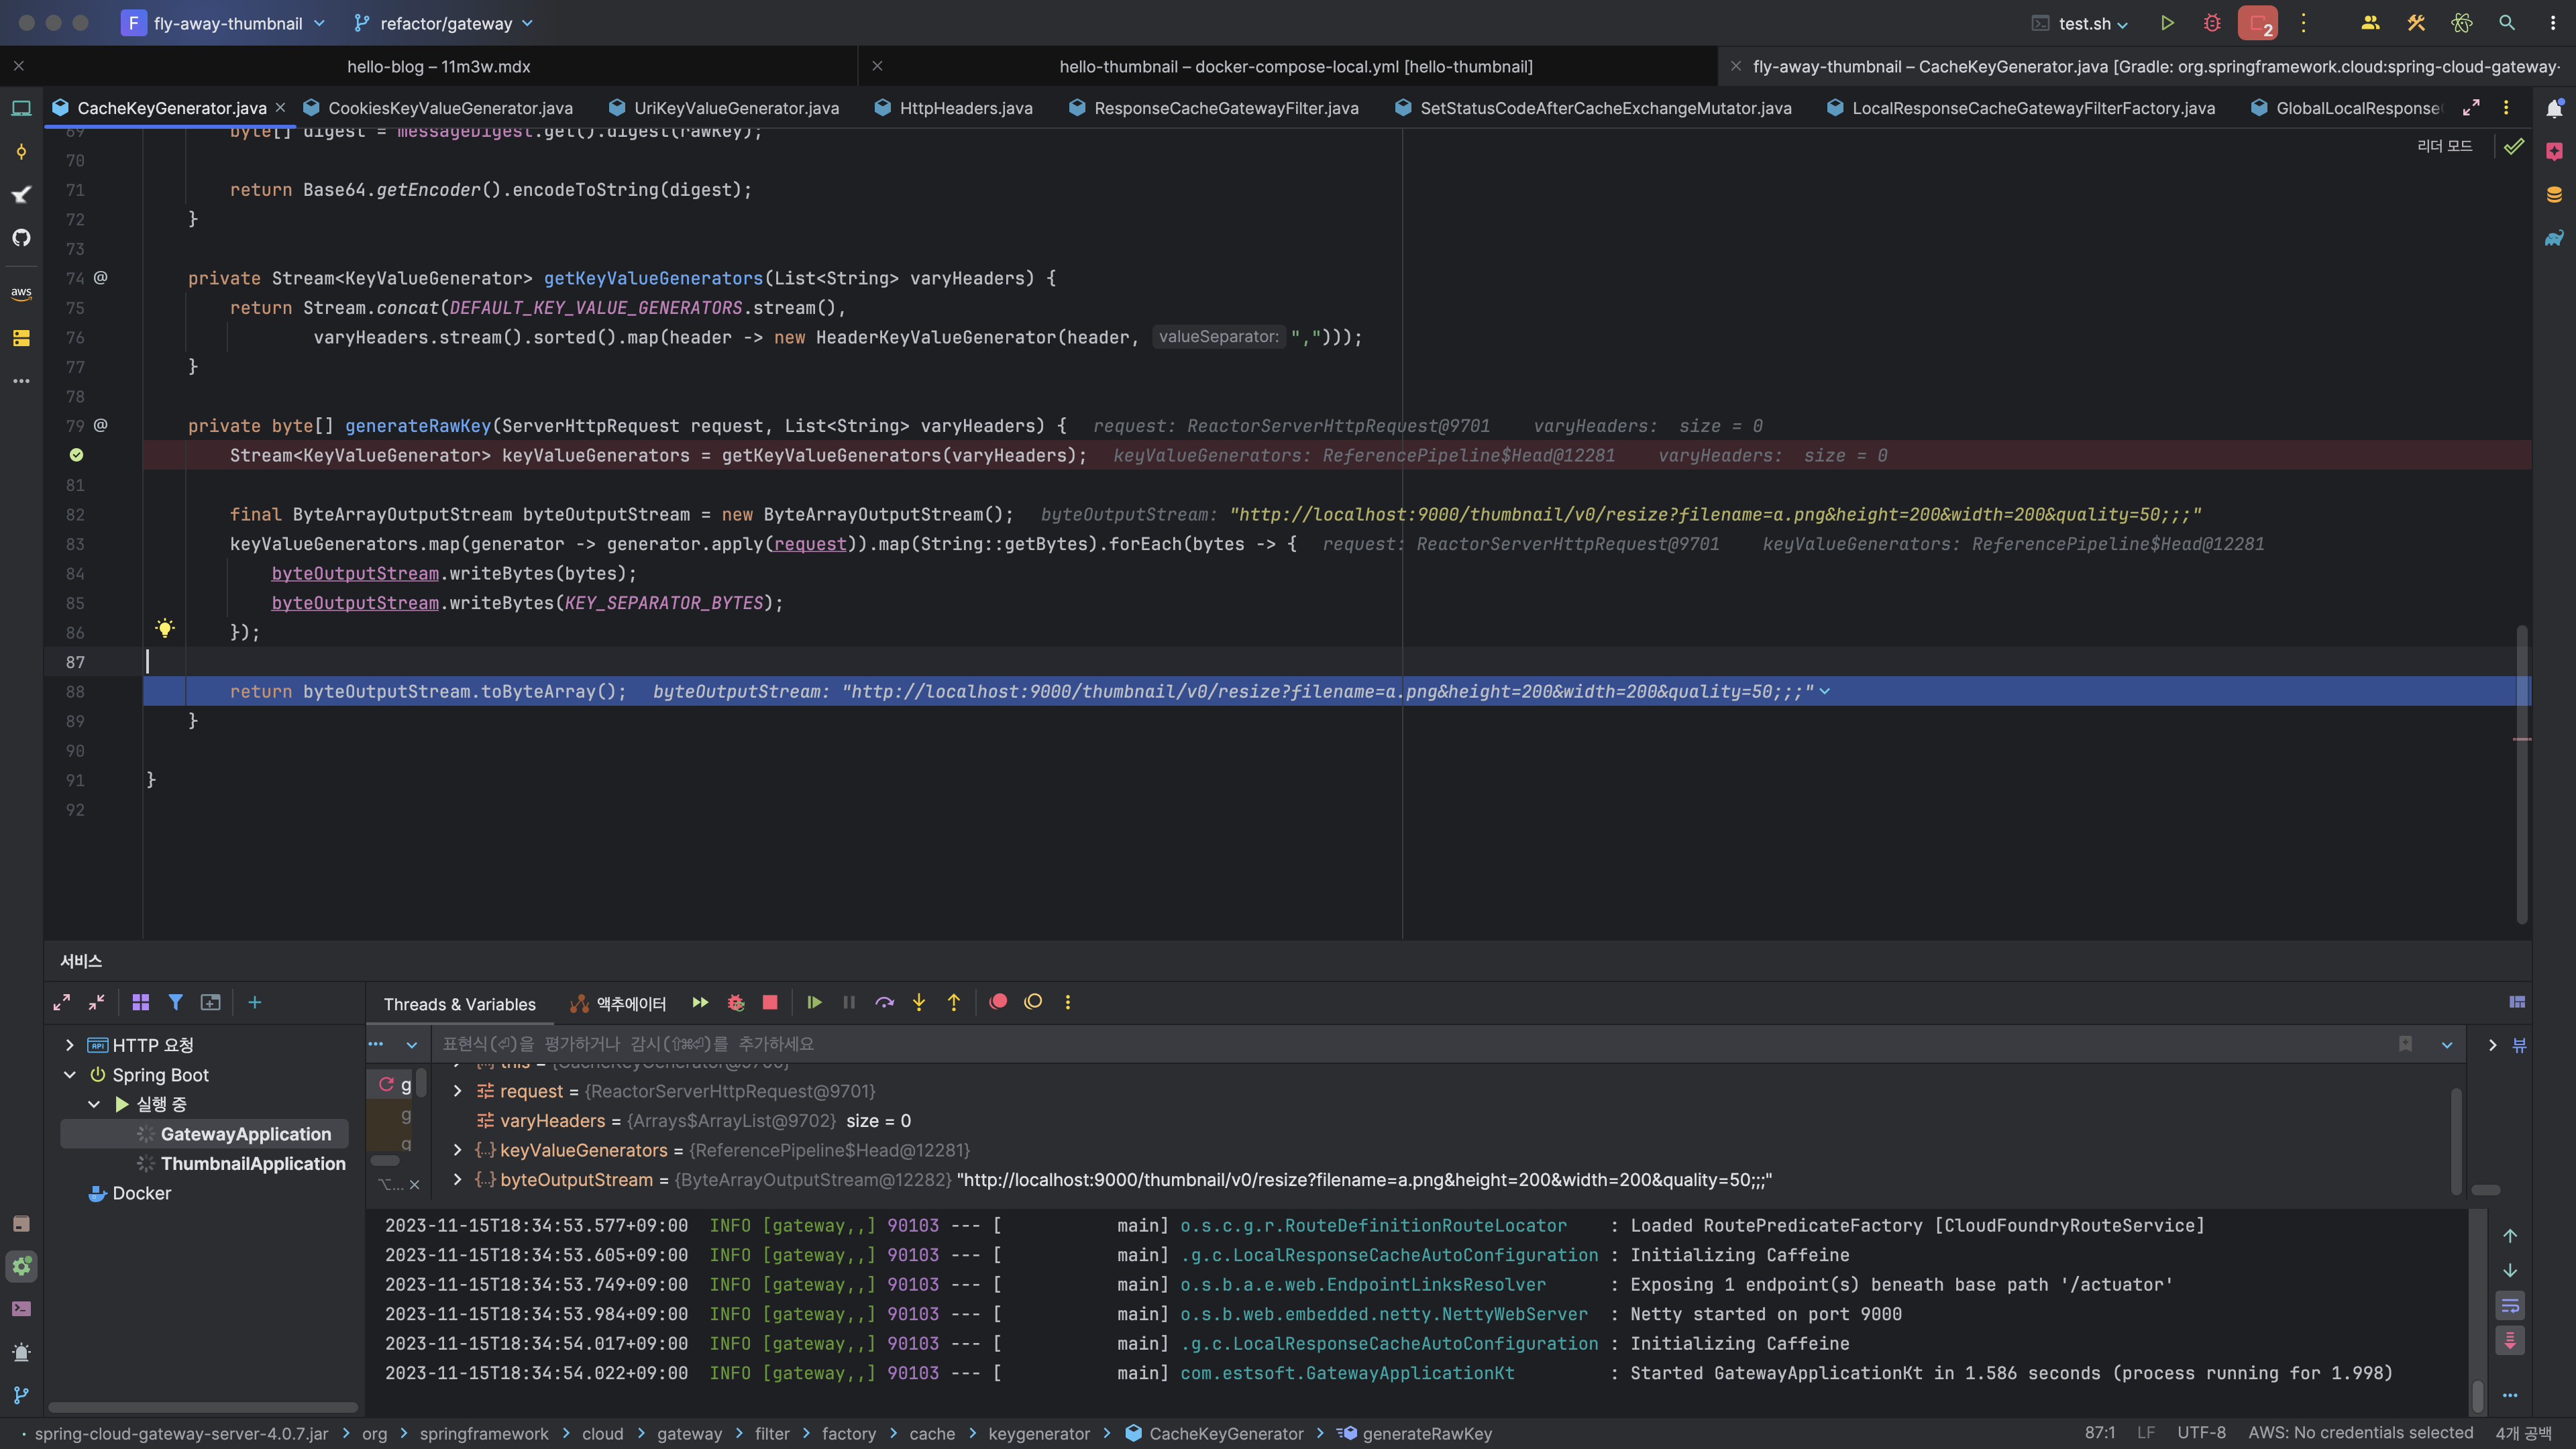 F fly-away-thumbnail refactor/gateway test.sh 2
hello-blog – 11m3w.mdx hello-thumbnail – docker-compose-local.yml [hello-thumbnail] fly-away-thumbnail – CacheKeyGenerator.java [Gradle: org.springframework.cloud:spring-cloud-gateway-
CacheKeyGenerator.java CookiesKeyValueGenerator.java UriKeyValueGenerator.java HttpHeaders.java ResponseCacheGatewayFilter.java SetStatusCodeAfterCacheExchangeMutator.java LocalResponseCacheGatewayFilterFactory.java GlobalLocalResponse
69 byte[] digest = messageDigest.get().digest(rawKey);
70 리더 모드
71 return Base64.getEncoder().encodeToString(digest);
72 }
73
74 @ private Stream<KeyValueGenerator> getKeyValueGenerators(List<String> varyHeaders) {
75 return Stream.concat(DEFAULT_KEY_VALUE_GENERATORS.stream(),
76 varyHeaders.stream().sorted().map(header -> new HeaderKeyValueGenerator(header, valueSeparator: ",")));
77 }
78
79 @ private byte[] generateRawKey(ServerHttpRequest request, List<String> varyHeaders) { request: ReactorServerHttpRequest@9701 varyHeaders: size = 0
Stream<KeyValueGenerator> keyValueGenerators = getKeyValueGenerators(varyHeaders); keyValueGenerators: ReferencePipeline$Head@12281 varyHeaders: size = 0
81
82 final ByteArrayOutputStream byteOutputStream = new ByteArrayOutputStream(); byteOutputStream: "http://localhost:9000/thumbnail/v0/resize?filename=a.png&height=200&width=200&quality=50;;;"
83 keyValueGenerators.map(generator -> generator.apply(request)).map(String::getBytes).forEach(bytes -> { request: ReactorServerHttpRequest@9701 keyValueGenerators: ReferencePipeline$Head@12281
84 byteOutputStream.writeBytes(bytes);
85 byteOutputStream.writeBytes(KEY_SEPARATOR_BYTES);
86 });
87
88 return byteOutputStream.toByteArray(); byteOutputStream: "http://localhost:9000/thumbnail/v0/resize?filename=a.png&height=200&width=200&quality=50;;;"
89 }
90
91 }
92
aws
서비스
Threads & Variables 액추에이터
표현식(⏎)을 평가하거나 감시(⇧⌘⏎)를 추가하세요 뷰
HTTP 요청
Spring Boot
실행 중
GatewayApplication
ThumbnailApplication
Docker
g
g
this = {CacheKeyGenerator@9700}
request = {ReactorServerHttpRequest@9701}
varyHeaders = {Arrays$ArrayList@9702} size = 0
keyValueGenerators = {ReferencePipeline$Head@12281}
byteOutputStream = {ByteArrayOutputStream@12282} "http://localhost:9000/thumbnail/v0/resize?filename=a.png&height=200&width=200&quality=50;;;"
2023-11-15T18:34:53.577+09:00 INFO [gateway,,] 90103 --- [ main] o.s.c.g.r.RouteDefinitionRouteLocator : Loaded RoutePredicateFactory [CloudFoundryRouteService]
2023-11-15T18:34:53.605+09:00 INFO [gateway,,] 90103 --- [ main] .g.c.LocalResponseCacheAutoConfiguration : Initializing Caffeine
2023-11-15T18:34:53.749+09:00 INFO [gateway,,] 90103 --- [ main] o.s.b.a.e.web.EndpointLinksResolver : Exposing 1 endpoint(s) beneath base path '/actuator'
2023-11-15T18:34:53.984+09:00 INFO [gateway,,] 90103 --- [ main] o.s.b.web.embedded.netty.NettyWebServer : Netty started on port 9000
2023-11-15T18:34:54.017+09:00 INFO [gateway,,] 90103 --- [ main] .g.c.LocalResponseCacheAutoConfiguration : Initializing Caffeine
2023-11-15T18:34:54.022+09:00 INFO [gateway,,] 90103 --- [ main] com.estsoft.GatewayApplicationKt : Started GatewayApplicationKt in 1.586 seconds (process running for 1.998)
spring-cloud-gateway-server-4.0.7.jar org springframework cloud gateway filter factory cache keygenerator CacheKeyGenerator generateRawKey 87:1 LF UTF-8 AWS: No credentials selected 4개 공백